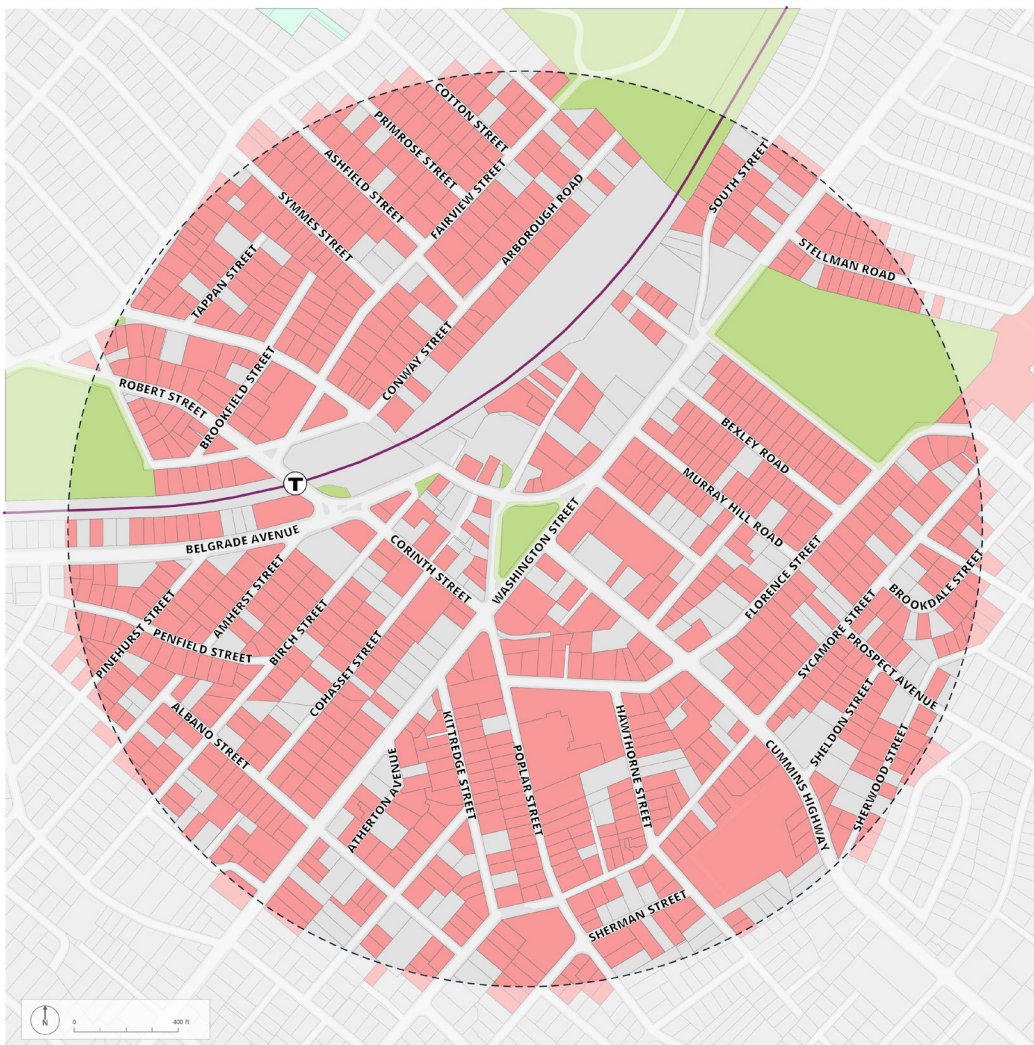 COTTON STREET
PRIMROSE STREET
ASHFIELD STREET
FAIRVIEW STREET
SOUTH STREET
SYMMES STREET
ARBOROUGH ROAD
STELLMAN ROAD
TAPPAN STREET
CONWAY STREET
ROBERT STREET
BROOKFIELD STREET
BEXLEY ROAD
T
MURRAY HILL ROAD
BELGRADE AVENUE
WASHINGTON STREET
CORINTH STREET
FLORENCE STREET
BROOKDALE STREET
AMHERST STREET
PINEHURST STREET
BIRCH STREET
PENFIELD STREET
SYCAMORE STREET
COHASSET STREET
PROSPECT AVENUE
ALBANO STREET
SHELDON STREET
KITTREDGE STREET
HAWTHORNE STREET
POPLAR STREET
ATHERTON AVENUE
CUMMINS HIGHWAY
SHERWOOD STREET
SHERMAN STREET
N
0 400 ft